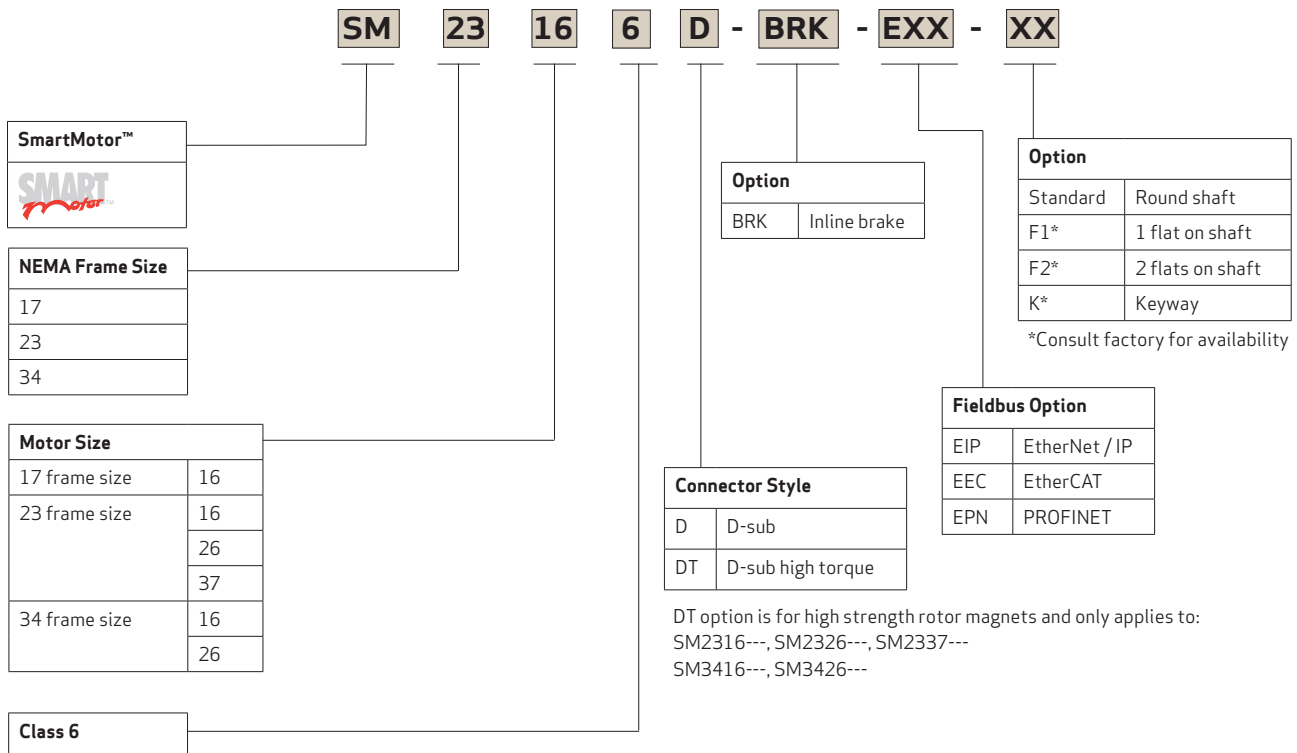 SM 23 16 6 D - BRK - EXX - XX
SmartMotor™
SMART
motor™
NEMA Frame Size
17
23
34
Motor Size
17 frame size 16
23 frame size 16
26
37
34 frame size 16
26
Class 6
Option
BRK Inline brake
Connector Style
D D-sub
DT D-sub high torque
DT option is for high strength rotor magnets and only applies to:
SM2316---, SM2326---, SM2337---
SM3416---, SM3426---
Option
Standard Round shaft
F1* 1 flat on shaft
F2* 2 flats on shaft
K* Keyway
*Consult factory for availability
Fieldbus Option
EIP EtherNet / IP
EEC EtherCAT
EPN PROFINET